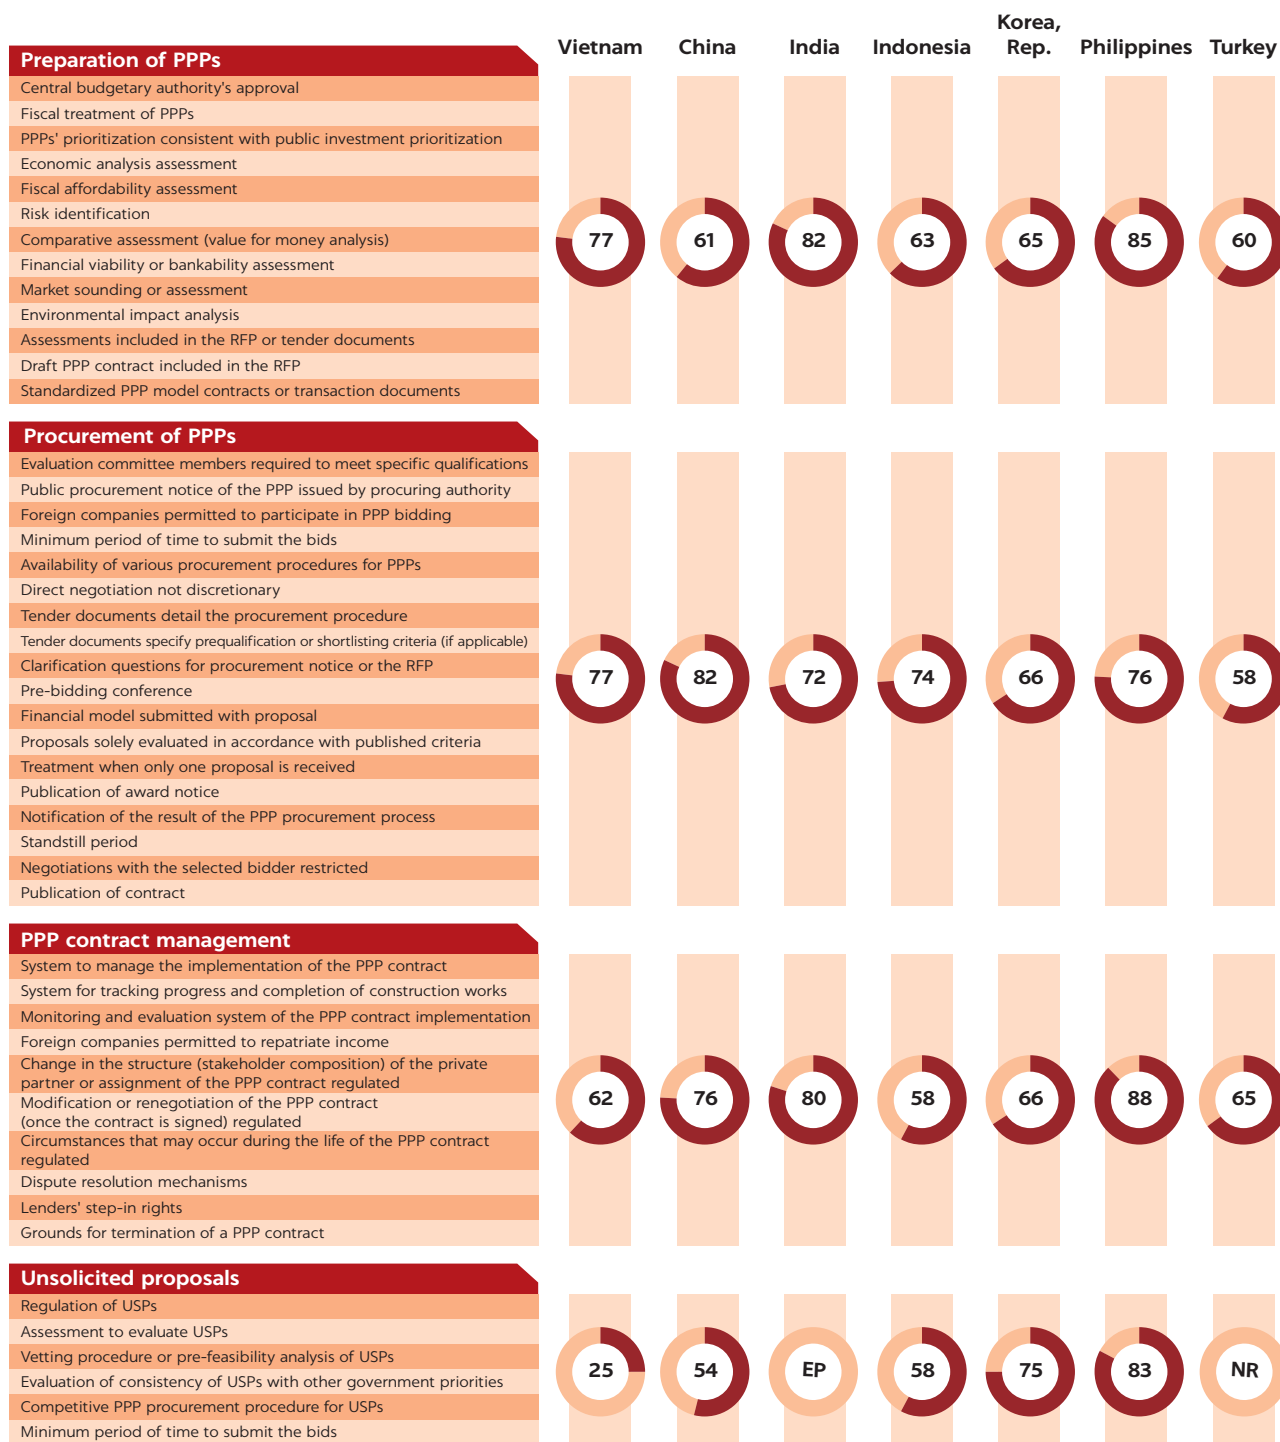 Vietnam China India Indonesia Korea, Rep. Philippines Turkey
Preparation of PPPs
Central budgetary authority's approval
Fiscal treatment of PPPs
PPPs' prioritization consistent with public investment prioritization
Economic analysis assessment
Fiscal affordability assessment
Risk identification
Comparative assessment (value for money analysis)
Financial viability or bankability assessment
Market sounding or assessment
Environmental impact analysis
Assessments included in the RFP or tender documents
Draft PPP contract included in the RFP
Standardized PPP model contracts or transaction documents
77 61 82 63 65 85 60
Procurement of PPPs
Evaluation committee members required to meet specific qualifications
Public procurement notice of the PPP issued by procuring authority
Foreign companies permitted to participate in PPP bidding
Minimum period of time to submit the bids
Availability of various procurement procedures for PPPs
Direct negotiation not discretionary
Tender documents detail the procurement procedure
Tender documents specify prequalification or shortlisting criteria (if applicable)
Clarification questions for procurement notice or the RFP
Pre-bidding conference
Financial model submitted with proposal
Proposals solely evaluated in accordance with published criteria
Treatment when only one proposal is received
Publication of award notice
Notification of the result of the PPP procurement process
Standstill period
Negotiations with the selected bidder restricted
Publication of contract
77 82 72 74 66 76 58
PPP contract management
System to manage the implementation of the PPP contract
System for tracking progress and completion of construction works
Monitoring and evaluation system of the PPP contract implementation
Foreign companies permitted to repatriate income
Change in the structure (stakeholder composition) of the private
partner or assignment of the PPP contract regulated
Modification or renegotiation of the PPP contract
(once the contract is signed) regulated
Circumstances that may occur during the life of the PPP contract
regulated
Dispute resolution mechanisms
Lenders' step-in rights
Grounds for termination of a PPP contract
62 76 80 58 66 88 65
Unsolicited proposals
Regulation of USPs
Assessment to evaluate USPs
Vetting procedure or pre-feasibility analysis of USPs
Evaluation of consistency of USPs with other government priorities
Competitive PPP procurement procedure for USPs
Minimum period of time to submit the bids
25 54 EP 58 75 83 NR